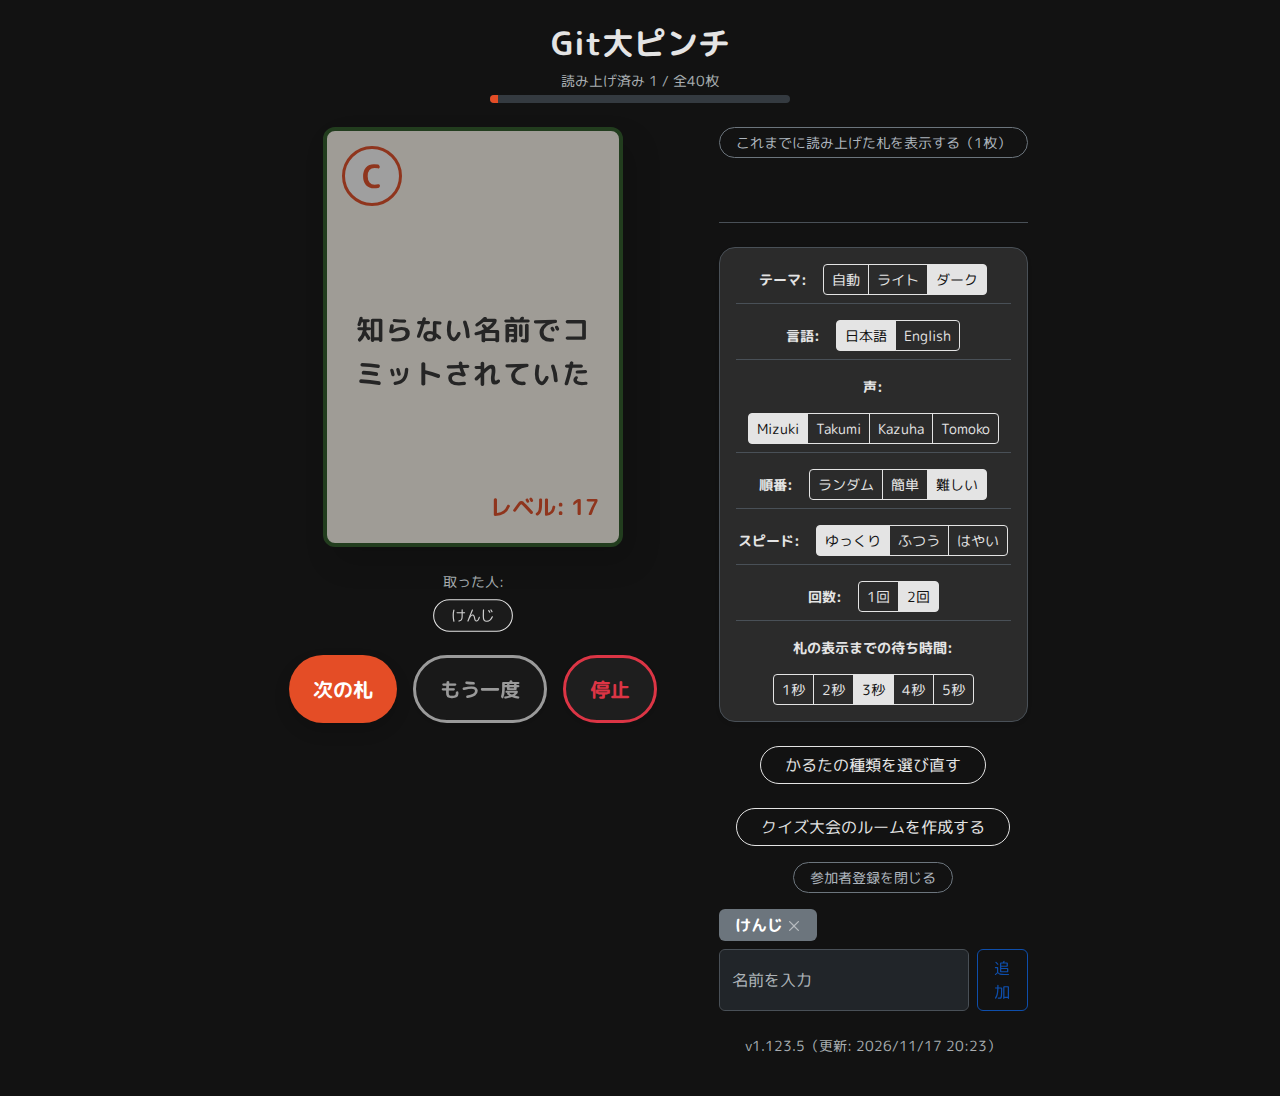 Git大ピンチ
読み上げ済み 1 / 全40枚
C
知らない名前でコ
ミットされていた
レベル: 17
取った人:
けんじ
次の札
もう一度
停止
これまでに読み上げた札を表示する（1枚）
テーマ: 自動 ライト ダーク
言語: 日本語 English
声:
Mizuki Takumi Kazuha Tomoko
順番: ランダム 簡単 難しい
スピード: ゆっくり ふつう はやい
回数: 1回 2回
札の表示までの待ち時間:
1秒 2秒 3秒 4秒 5秒
かるたの種類を選び直す
クイズ大会のルームを作成する
参加者登録を閉じる
けんじ ×
名前を入力
追
加
v1.123.5（更新: 2026/11/17 20:23）